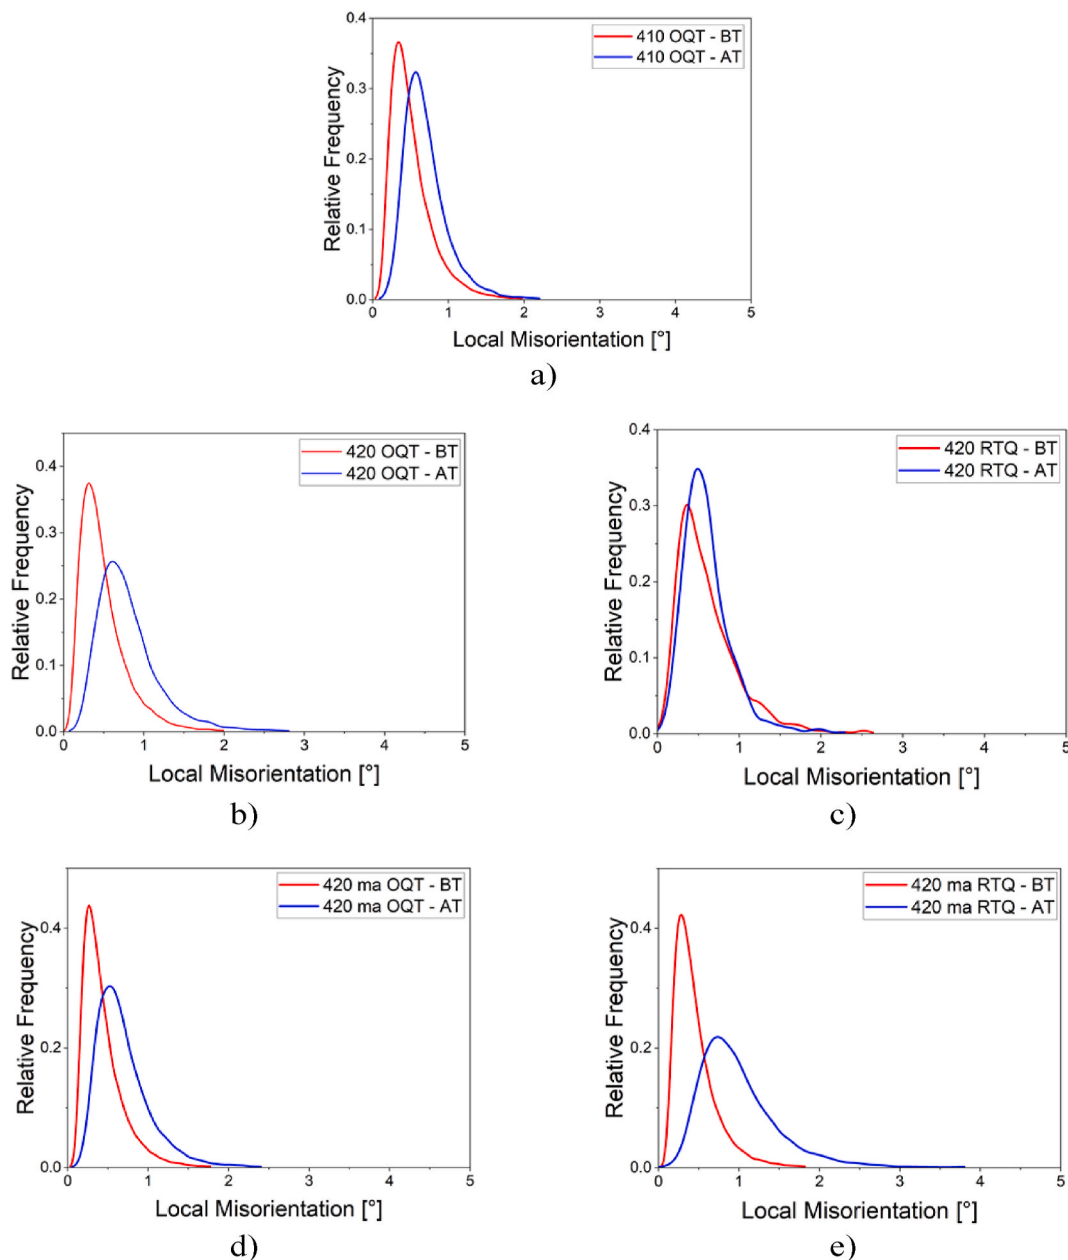 410 OQT - BT
410 OQT - AT
Relative Frequency
0.4
0.3
0.2
0.1
0.0
0 1 2 3 4 5
Local Misorientation [°]
a)
420 OQT - BT
420 OQT - AT
Relative Frequency
0.4
0.3
0.2
0.1
0.0
0 1 2 3 4 5
Local Misorientation [°]
b)
420 RTQ - BT
420 RTQ - AT
Relative Frequency
0.4
0.3
0.2
0.1
0.0
0 1 2 3 4 5
Local Misorientation [°]
c)
420 ma OQT - BT
420 ma OQT - AT
Relative Frequency
0.4
0.2
0.0
0 1 2 3 4 5
Local Misorientation [°]
d)
420 ma RTQ - BT
420 ma RTQ - AT
Relative Frequency
0.4
0.2
0.0
0 1 2 3 4 5
Local Misorientation [°]
e)